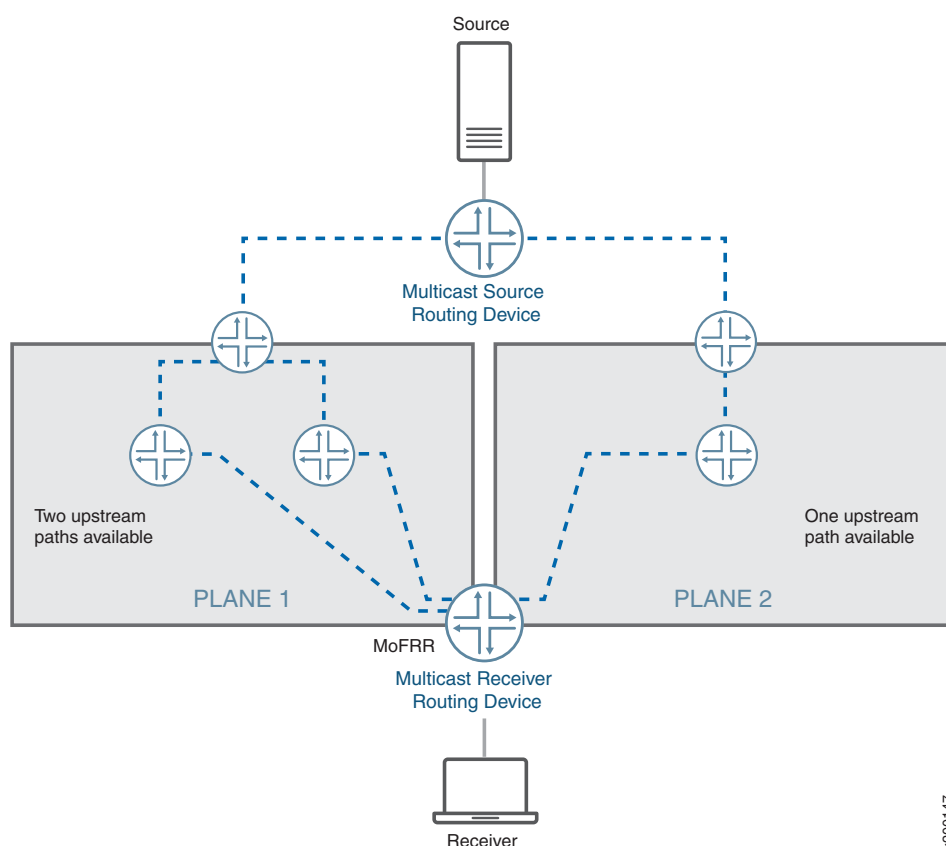 Source
Multicast Source
Routing Device
Two upstream
paths available
One upstream
path available
PLANE 1
PLANE 2
MoFRR
Multicast Receiver
Routing Device
Receiver